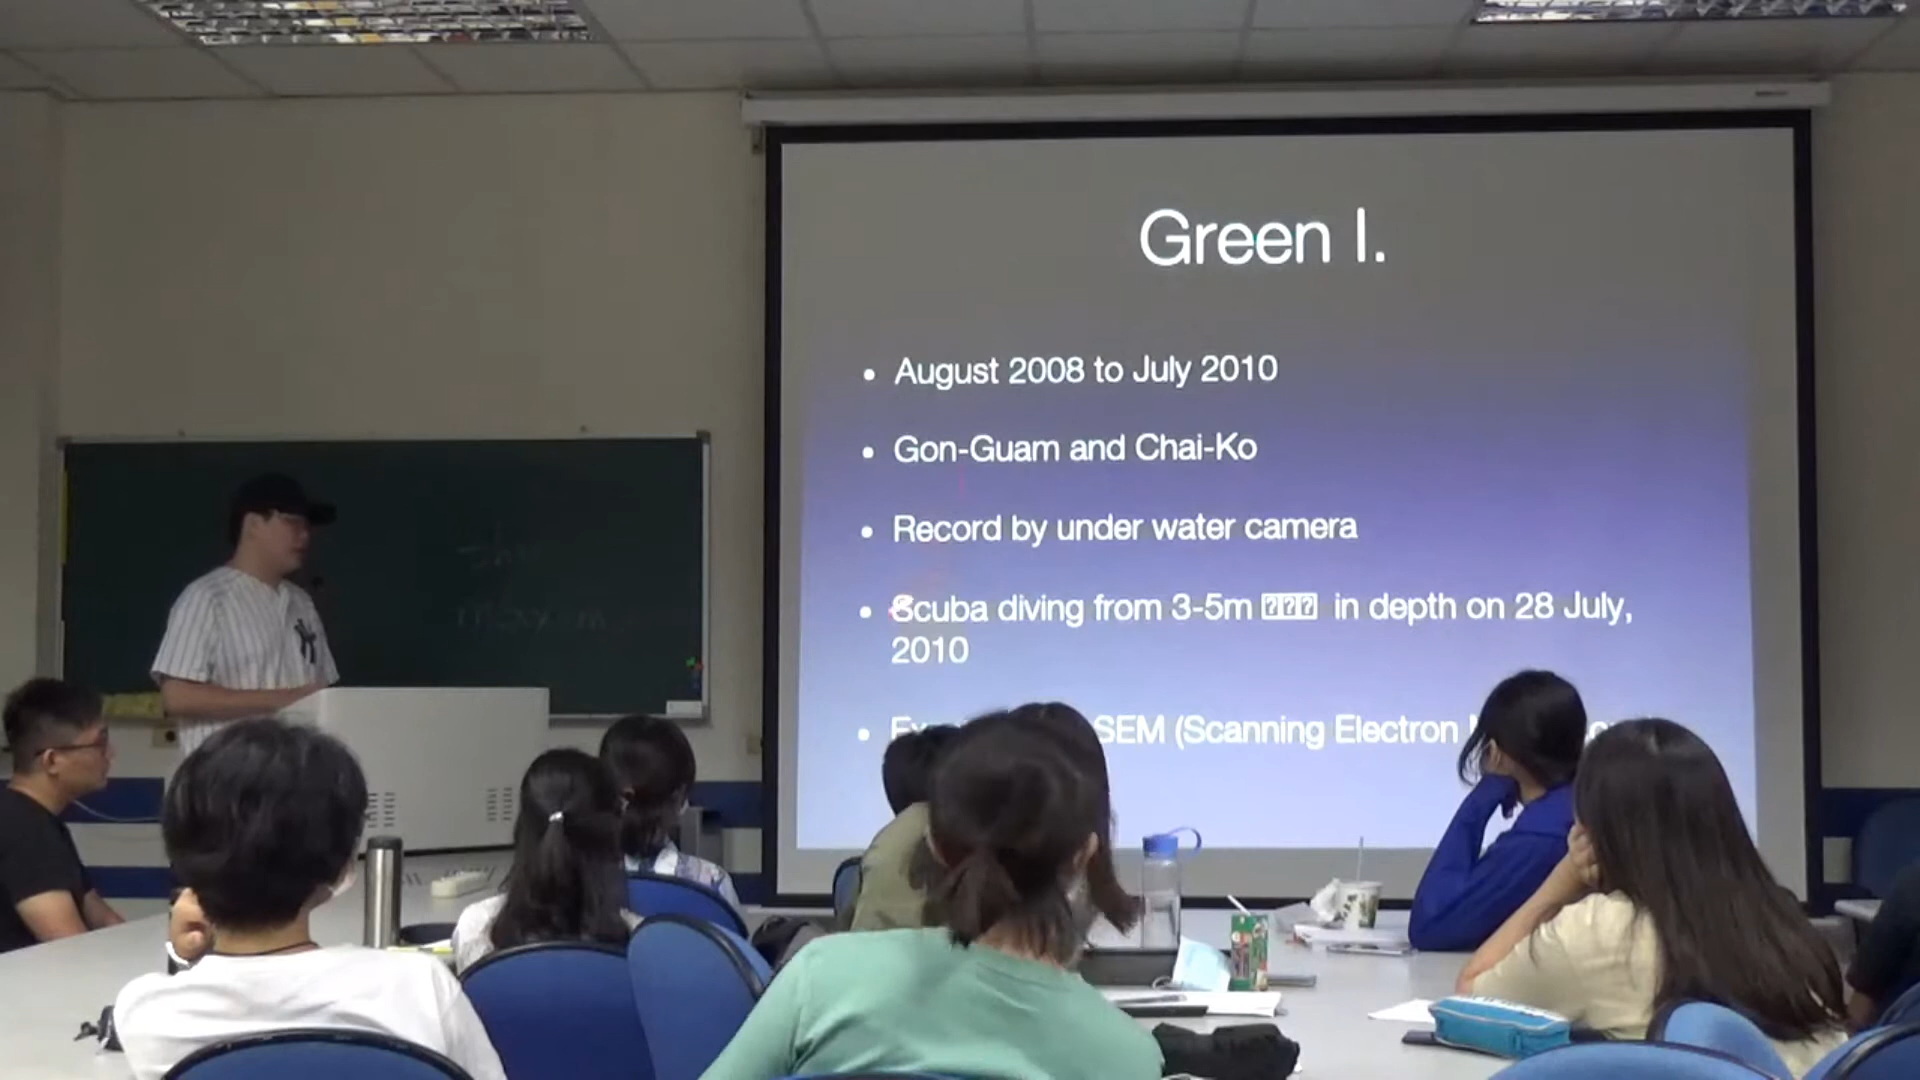 Green I.
• August 2008 to July 2010
• Gon-Guam and Chai-Ko
• Record by under water camera
• Scuba diving from 3-5m in depth on 28 July,
2010
• SEM (Scanning Electron
NY